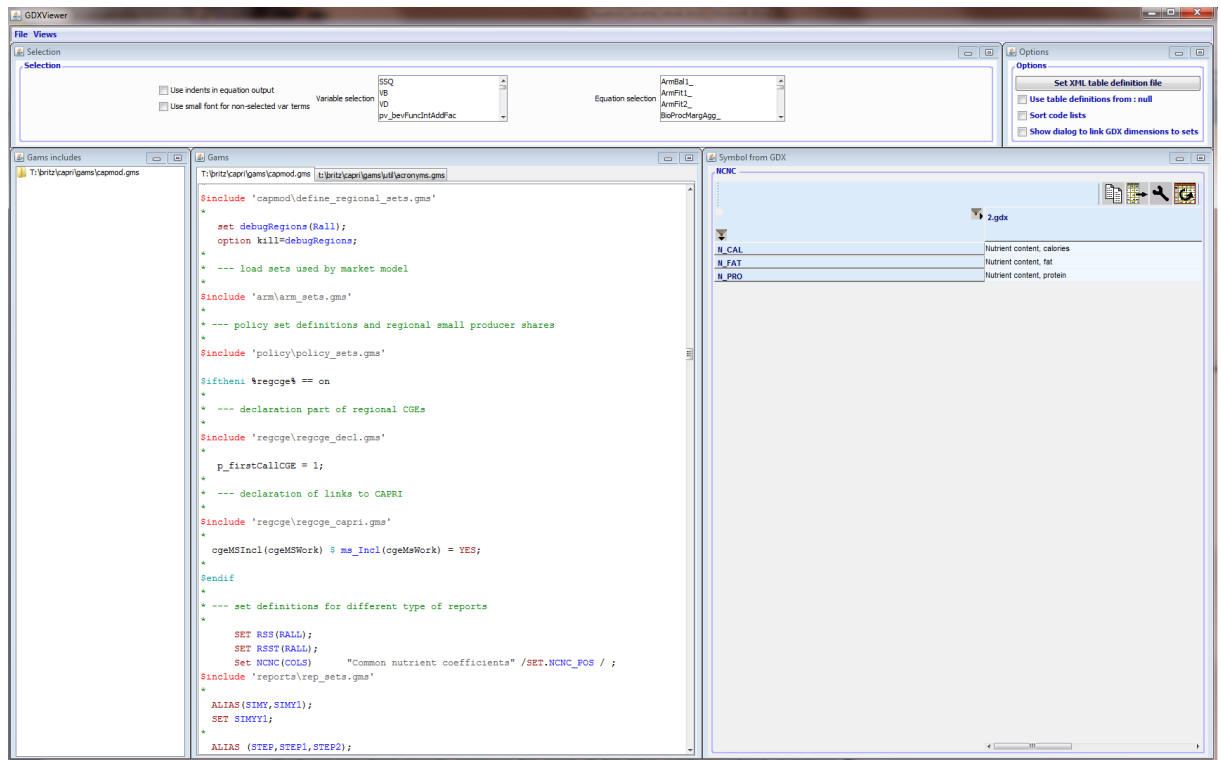 GDXViewer
File Views
Selection
Selection
Use indents in equation output
Use small font for non-selected var terms
Variable selection
SSQ
VB
VD
pv_bevFuncIntAddFac
Equation selection
ArmBal1_
ArmFit1_
ArmFit2_
BioProcMargAgg_
Options
Options
Set XML table definition file
Use table definitions from : null
Sort code lists
Show dialog to link GDX dimensions to sets
Gams includes
T:\britz\capri\gams\capmod.gms
Gams
T:\britz\capri\gams\capmod.gms t:\britz\capri\gams\util\acronyms.gms
$include 'capmod\define_regional_sets.gms'
*
set debugRegions(Rall);
option kill=debugRegions;
*
* --- load sets used by market model
*
$include 'arm\arm_sets.gms'
*
* --- policy set definitions and regional small producer shares
*
$include 'policy\policy_sets.gms'
$iftheni %regcge% == on
*
* --- declaration part of regional CGEs
*
$include 'regcge\regcge_decl.gms'
*
p_firstCallCGE = 1;
*
* --- declaration of links to CAPRI
*
$include 'regcge\regcge_capri.gms'
*
cgeMSIncl(cgeMSWork) $ ms_Incl(cgeMsWork) = YES;
*
$endif
*
* --- set definitions for different type of reports
*
SET RSS(RALL);
SET RSST(RALL);
Set NCNC(COLS) "Common nutrient coefficients" /SET.NCNC_POS / ;
$include 'reports\rep_sets.gms'
*
ALIAS(SIMY,SIMY1);
SET SIMYY1;
*
ALIAS (STEP,STEP1,STEP2);
Symbol from GDX
NCNC
2.gdx
N_CAL Nutrient content, calories
N_FAT Nutrient content, fat
N_PRO Nutrient content, protein